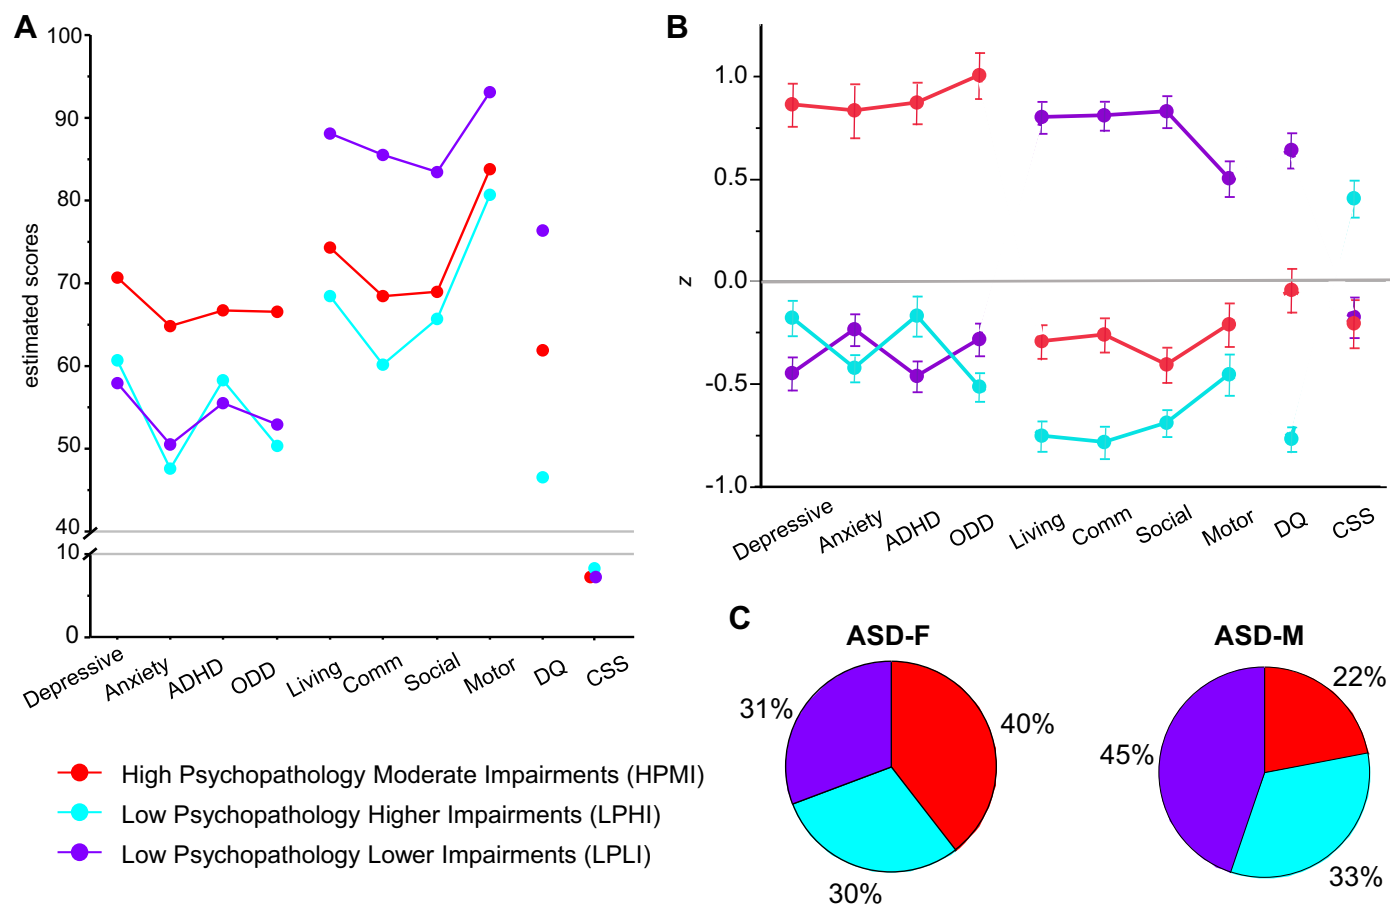 A
estimated scores
100
90
80
70
60
50
40
10
0
Depressive
Anxiety
ADHD
ODD
Living
Comm
Social
Motor
DQ
CSS
High Psychopathology Moderate Impairments (HPMI)
Low Psychopathology Higher Impairments (LPHI)
Low Psychopathology Lower Impairments (LPLI)
B
z
1.0
0.5
0.0
-0.5
-1.0
Depressive
Anxiety
ADHD
ODD
Living
Comm
Social
Motor
DQ
CSS
C
ASD-F
31%
40%
30%
ASD-M
22%
45%
33%